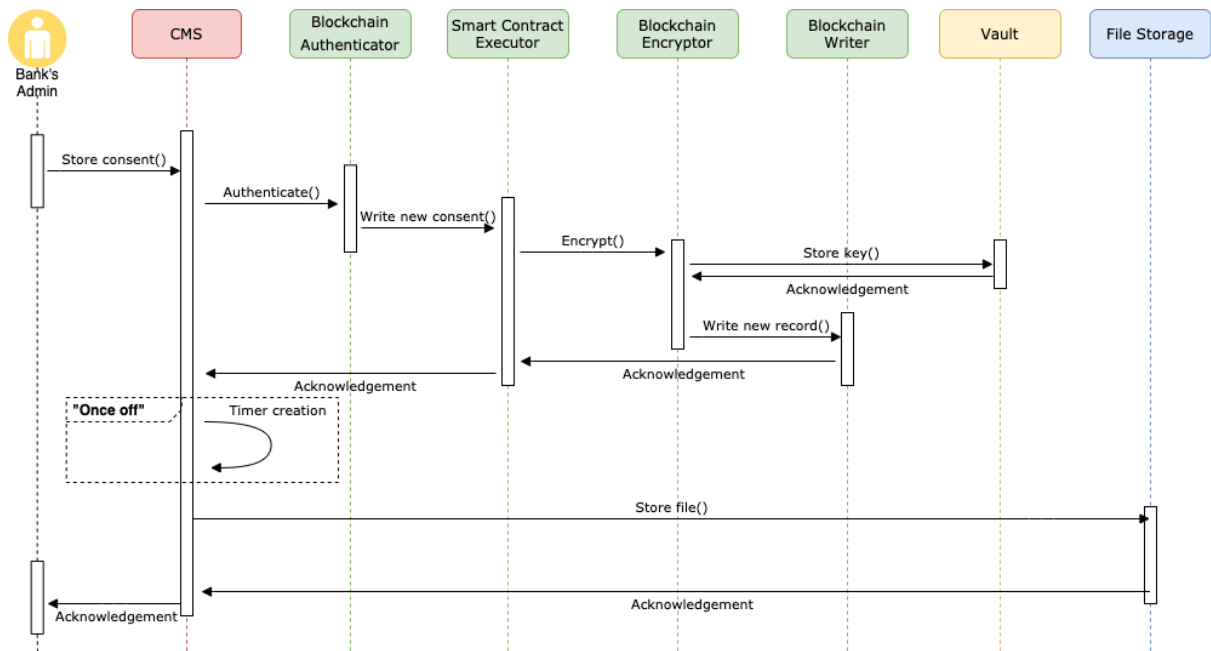 Bank's
Admin
CMS
Blockchain
Authenticator
Smart Contract
Executor
Blockchain
Encryptor
Blockchain
Writer
Vault
File Storage
Store consent()
Authenticate()
Write new consent()
Encrypt()
Store key()
Acknowledgement
Write new record()
Acknowledgement
Acknowledgement
"Once off"
Timer creation
Store file()
Acknowledgement
Acknowledgement